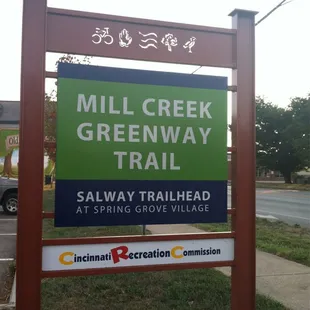 MILL CREEK
GREENWAY
TRAIL
SALWAY TRAILHEAD
AT SPRING GROVE VILLAGE
Cincinnati Recreation Commission